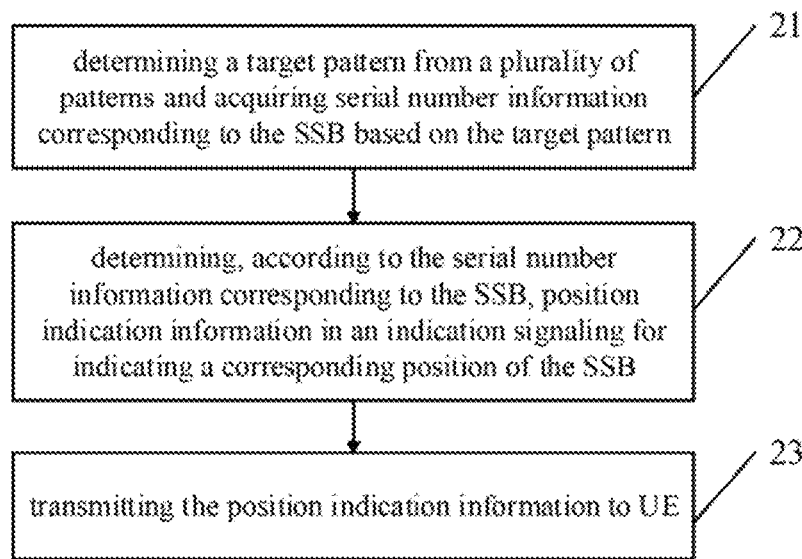 21
determining a target pattern from a plurality of
patterns and acquiring serial number information
corresponding to the SSB based on the target pattern
22
determining, according to the serial number
information corresponding to the SSB, position
indication information in an indication signaling for
indicating a corresponding position of the SSB
23
transmitting the position indication information to UE